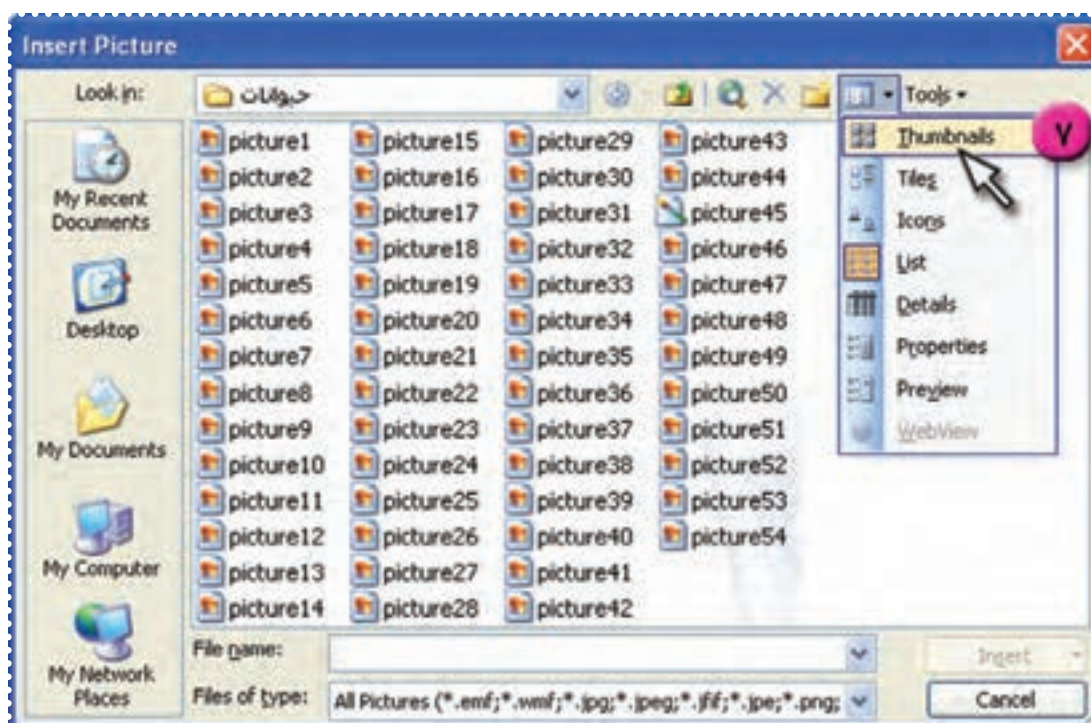 Insert Picture
Look in:
حيوانات
Tools
My Recent
Documents
Desktop
My Documents
My Computer
My Network
Places
picture1
picture2
picture3
picture4
picture5
picture6
picture7
picture8
picture9
picture10
picture11
picture12
picture13
picture14
picture15
picture16
picture17
picture18
picture19
picture20
picture21
picture22
picture23
picture24
picture25
picture26
picture27
picture28
picture29
picture30
picture31
picture32
picture33
picture34
picture35
picture36
picture37
picture38
picture39
picture40
picture41
picture42
picture43
picture44
picture45
picture46
picture47
picture48
picture49
picture50
picture51
picture52
picture53
picture54
Thumbnails
٧
Tiles
Icons
List
Details
Properties
Preview
WebView
File name:
Insert
Files of type:
All Pictures (*.emf;*.wmf;*.jpg;*.jpeg;*.jfif;*.jpe;*.png;
Cancel